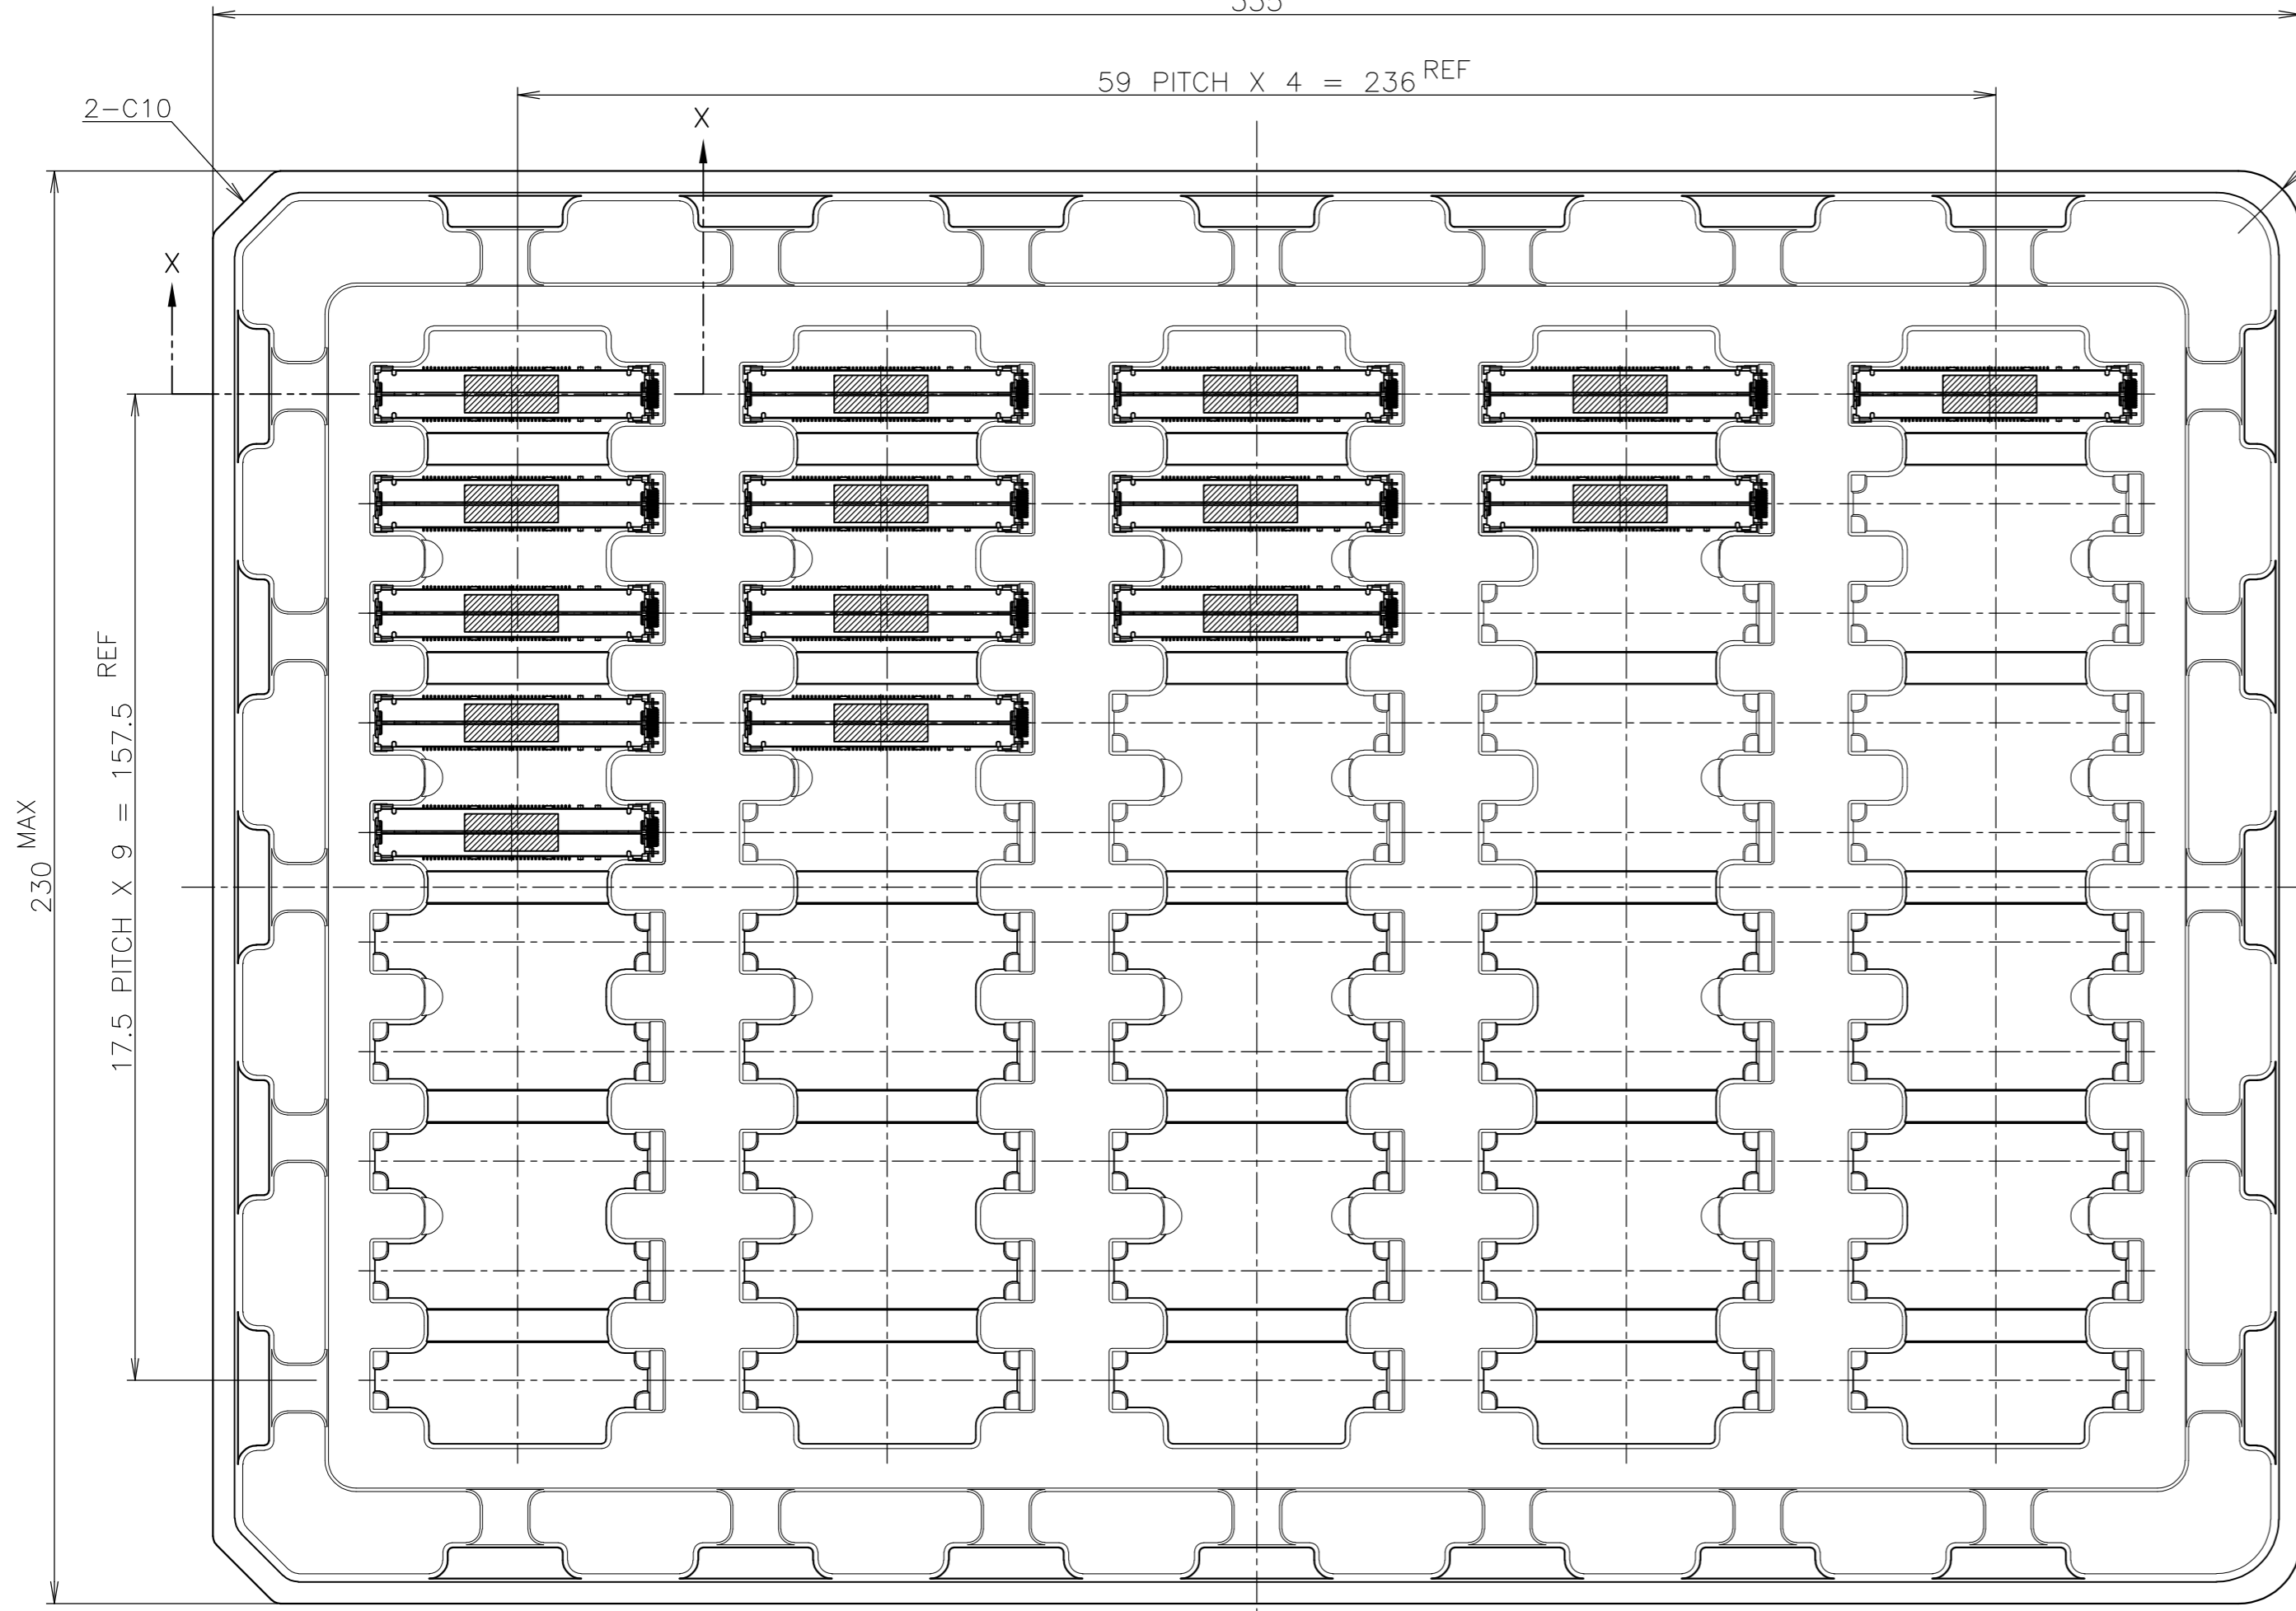 59 PITCH X 4 = 236 REF
2-C10
X
X
17.5 PITCH X 9 = 157.5 REF
230 MAX